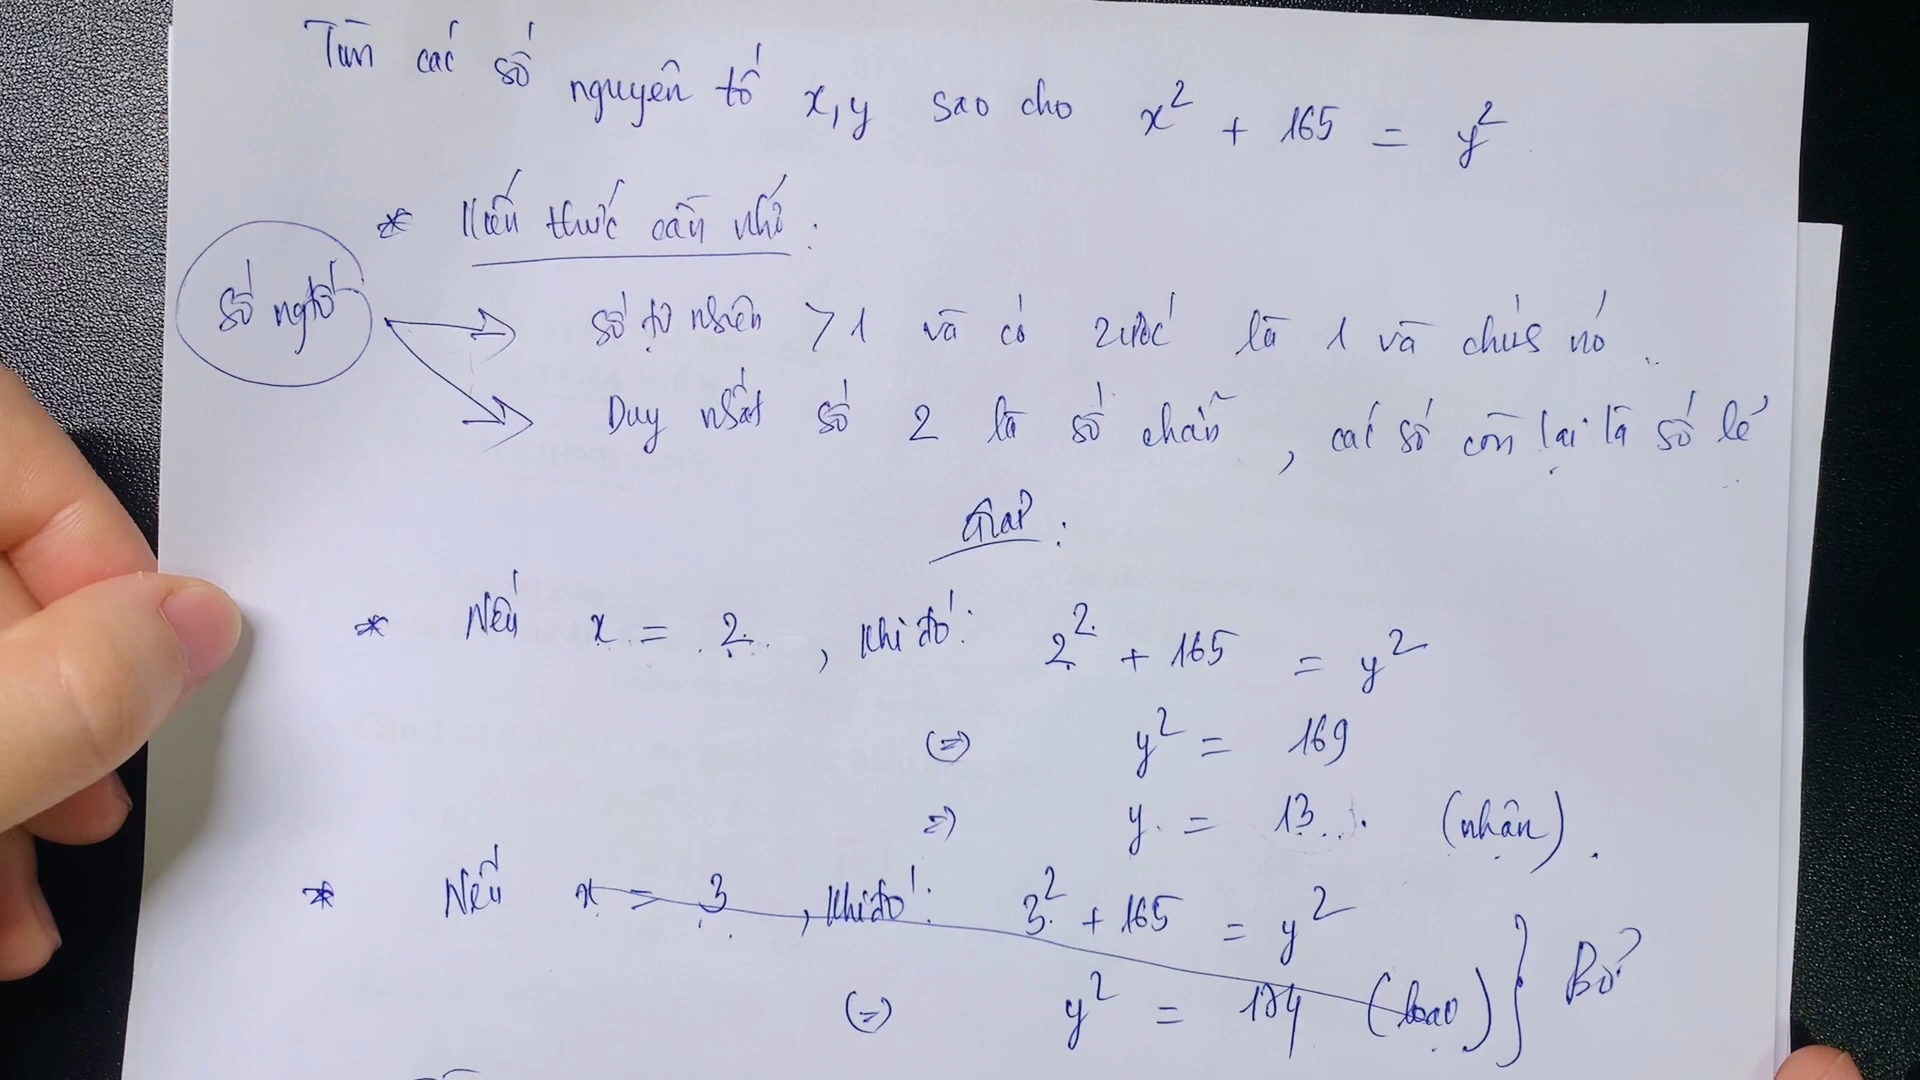 Tìm các số nguyên tố x, y sao cho x² + 165 = y²
* Kiến thức cần nhớ :
Số ngtố
Số tự nhiên > 1 và có 2 ước là 1 và chính nó.
Duy nhất số 2 là số chẵn, các số còn lại là số lẻ
Giải :
* Nếu x = 2, khi đó: 2² + 165 = y²
(=) y² = 169
=) y = 13. (nhận).
* Nếu x = 3, khi đó: 3² + 165 = y²
(=) y² = 174 (loại) } Bỏ